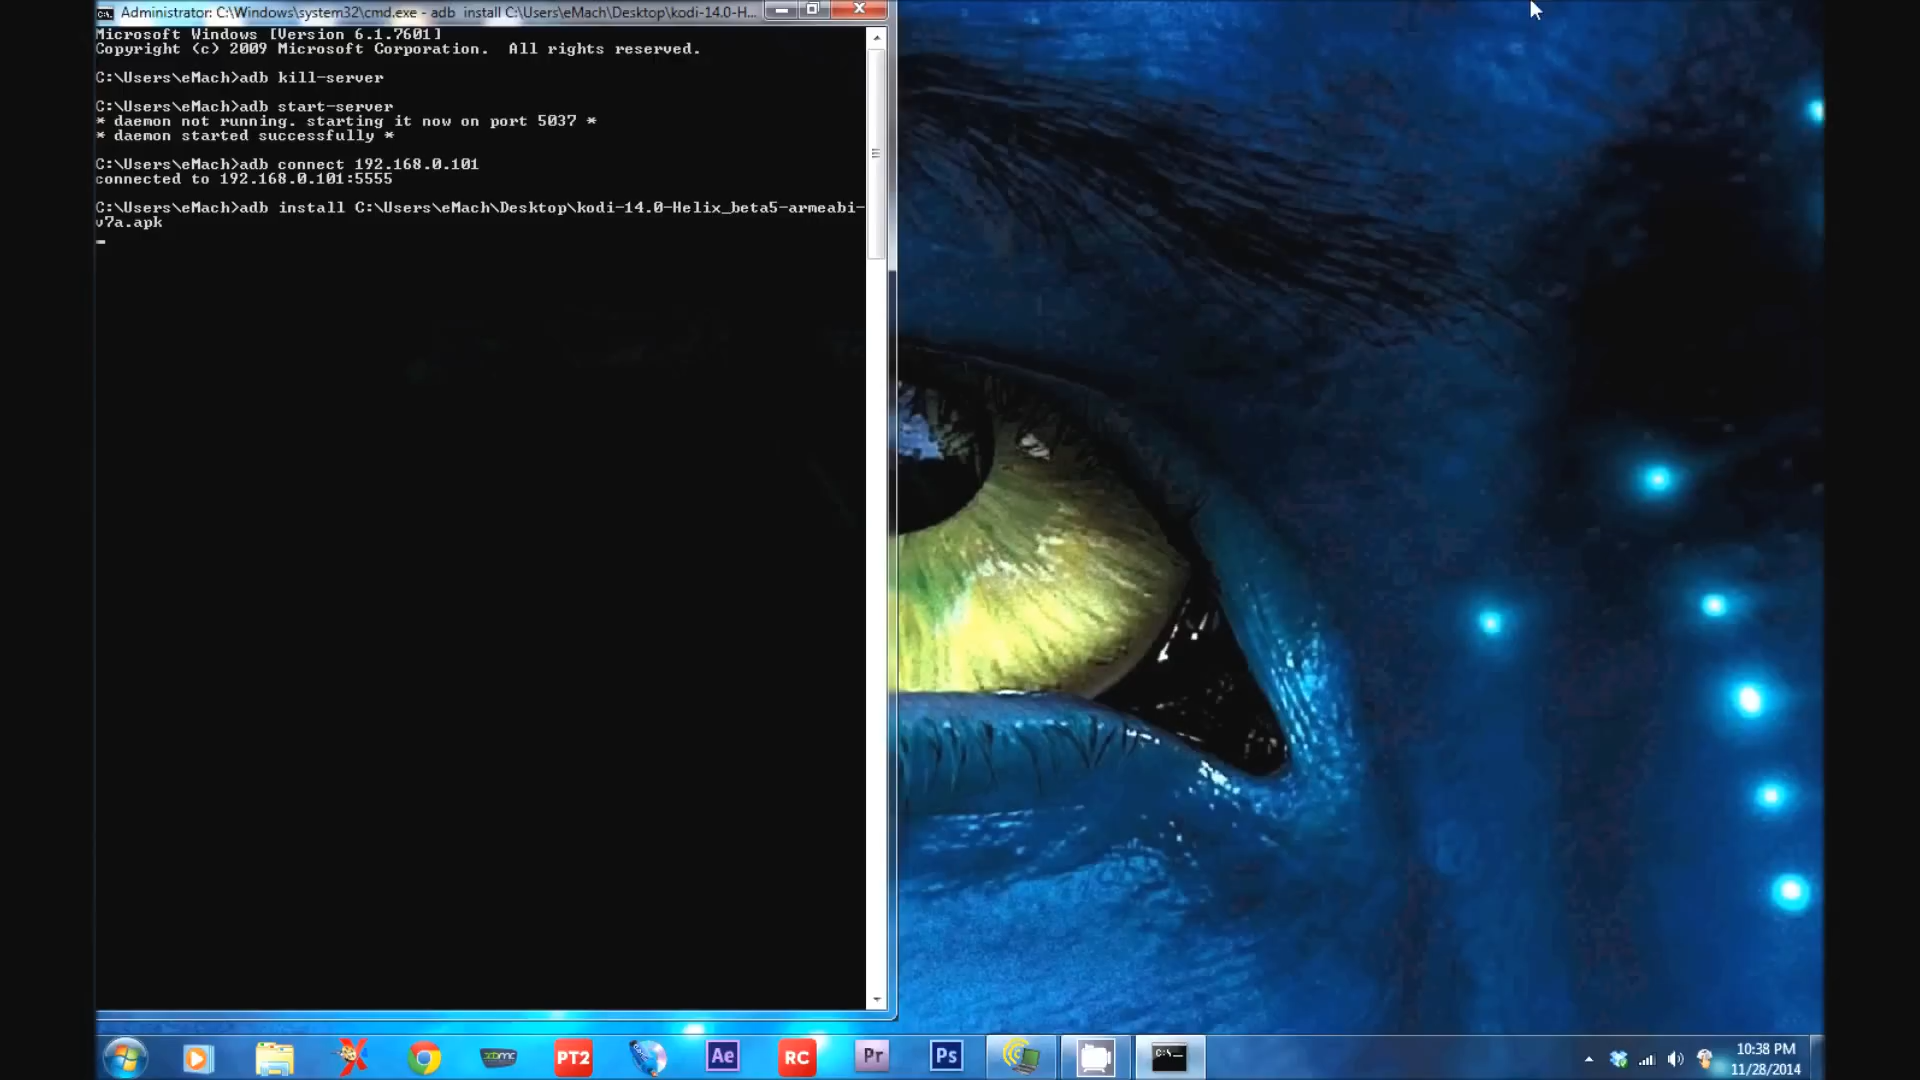 Administrator: C:\Windows\system32\cmd.exe - adb install C:\Users\eMach\Desktop\kodi-14.0-H...
Microsoft Windows [Version 6.1.7601]
Copyright (c) 2009 Microsoft Corporation. All rights reserved.
C:\Users\eMach>adb kill-server
C:\Users\eMach>adb start-server
* daemon not running. starting it now on port 5037 *
* daemon started successfully *
C:\Users\eMach>adb connect 192.168.0.101
connected to 192.168.0.101:5555
C:\Users\eMach>adb install C:\Users\eMach\Desktop\kodi-14.0-Helix_beta5-armeabi-
v7a.apk
xbmc
PT2
Ae
RC
Pr
Ps
C:\_
10:38 PM
11/28/2014